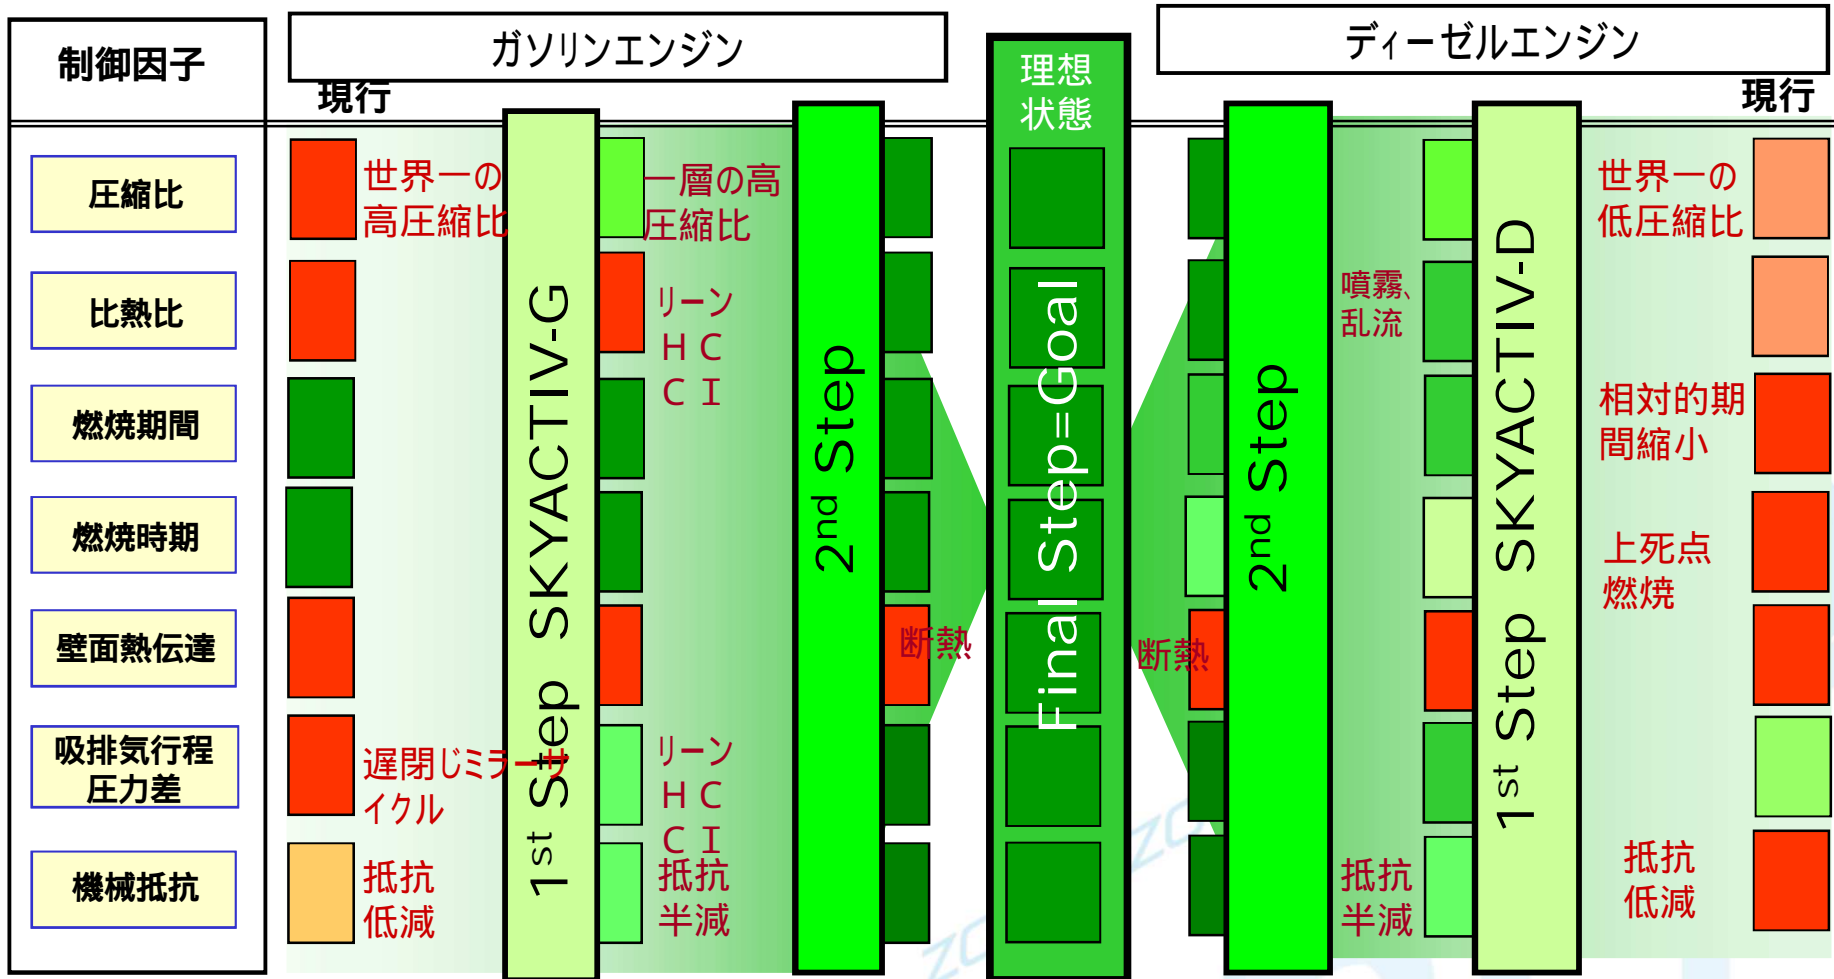 制御因子
ガソリンエンジン
理想
状態
ディーゼルエンジン
現行
現行
圧縮比
世界一の
高圧縮比
一層の高
圧縮比
世界一の
低圧縮比
比熱比
リーン
ＨＣ
ＣＩ
噴霧、
乱流
燃焼期間
相対的期
間縮小
燃焼時期
上死点
燃焼
壁面熱伝達
断熱
断熱
吸排気行程
圧力差
遅閉じミラーサ
イクル
リーン
ＨＣ
ＣＩ
機械抵抗
抵抗
低減
抵抗
半減
抵抗
半減
抵抗
低減
1st Step SKYACTIV-G
2nd Step
Final Step=Goal
2nd Step
1st Step SKYACTIV-D